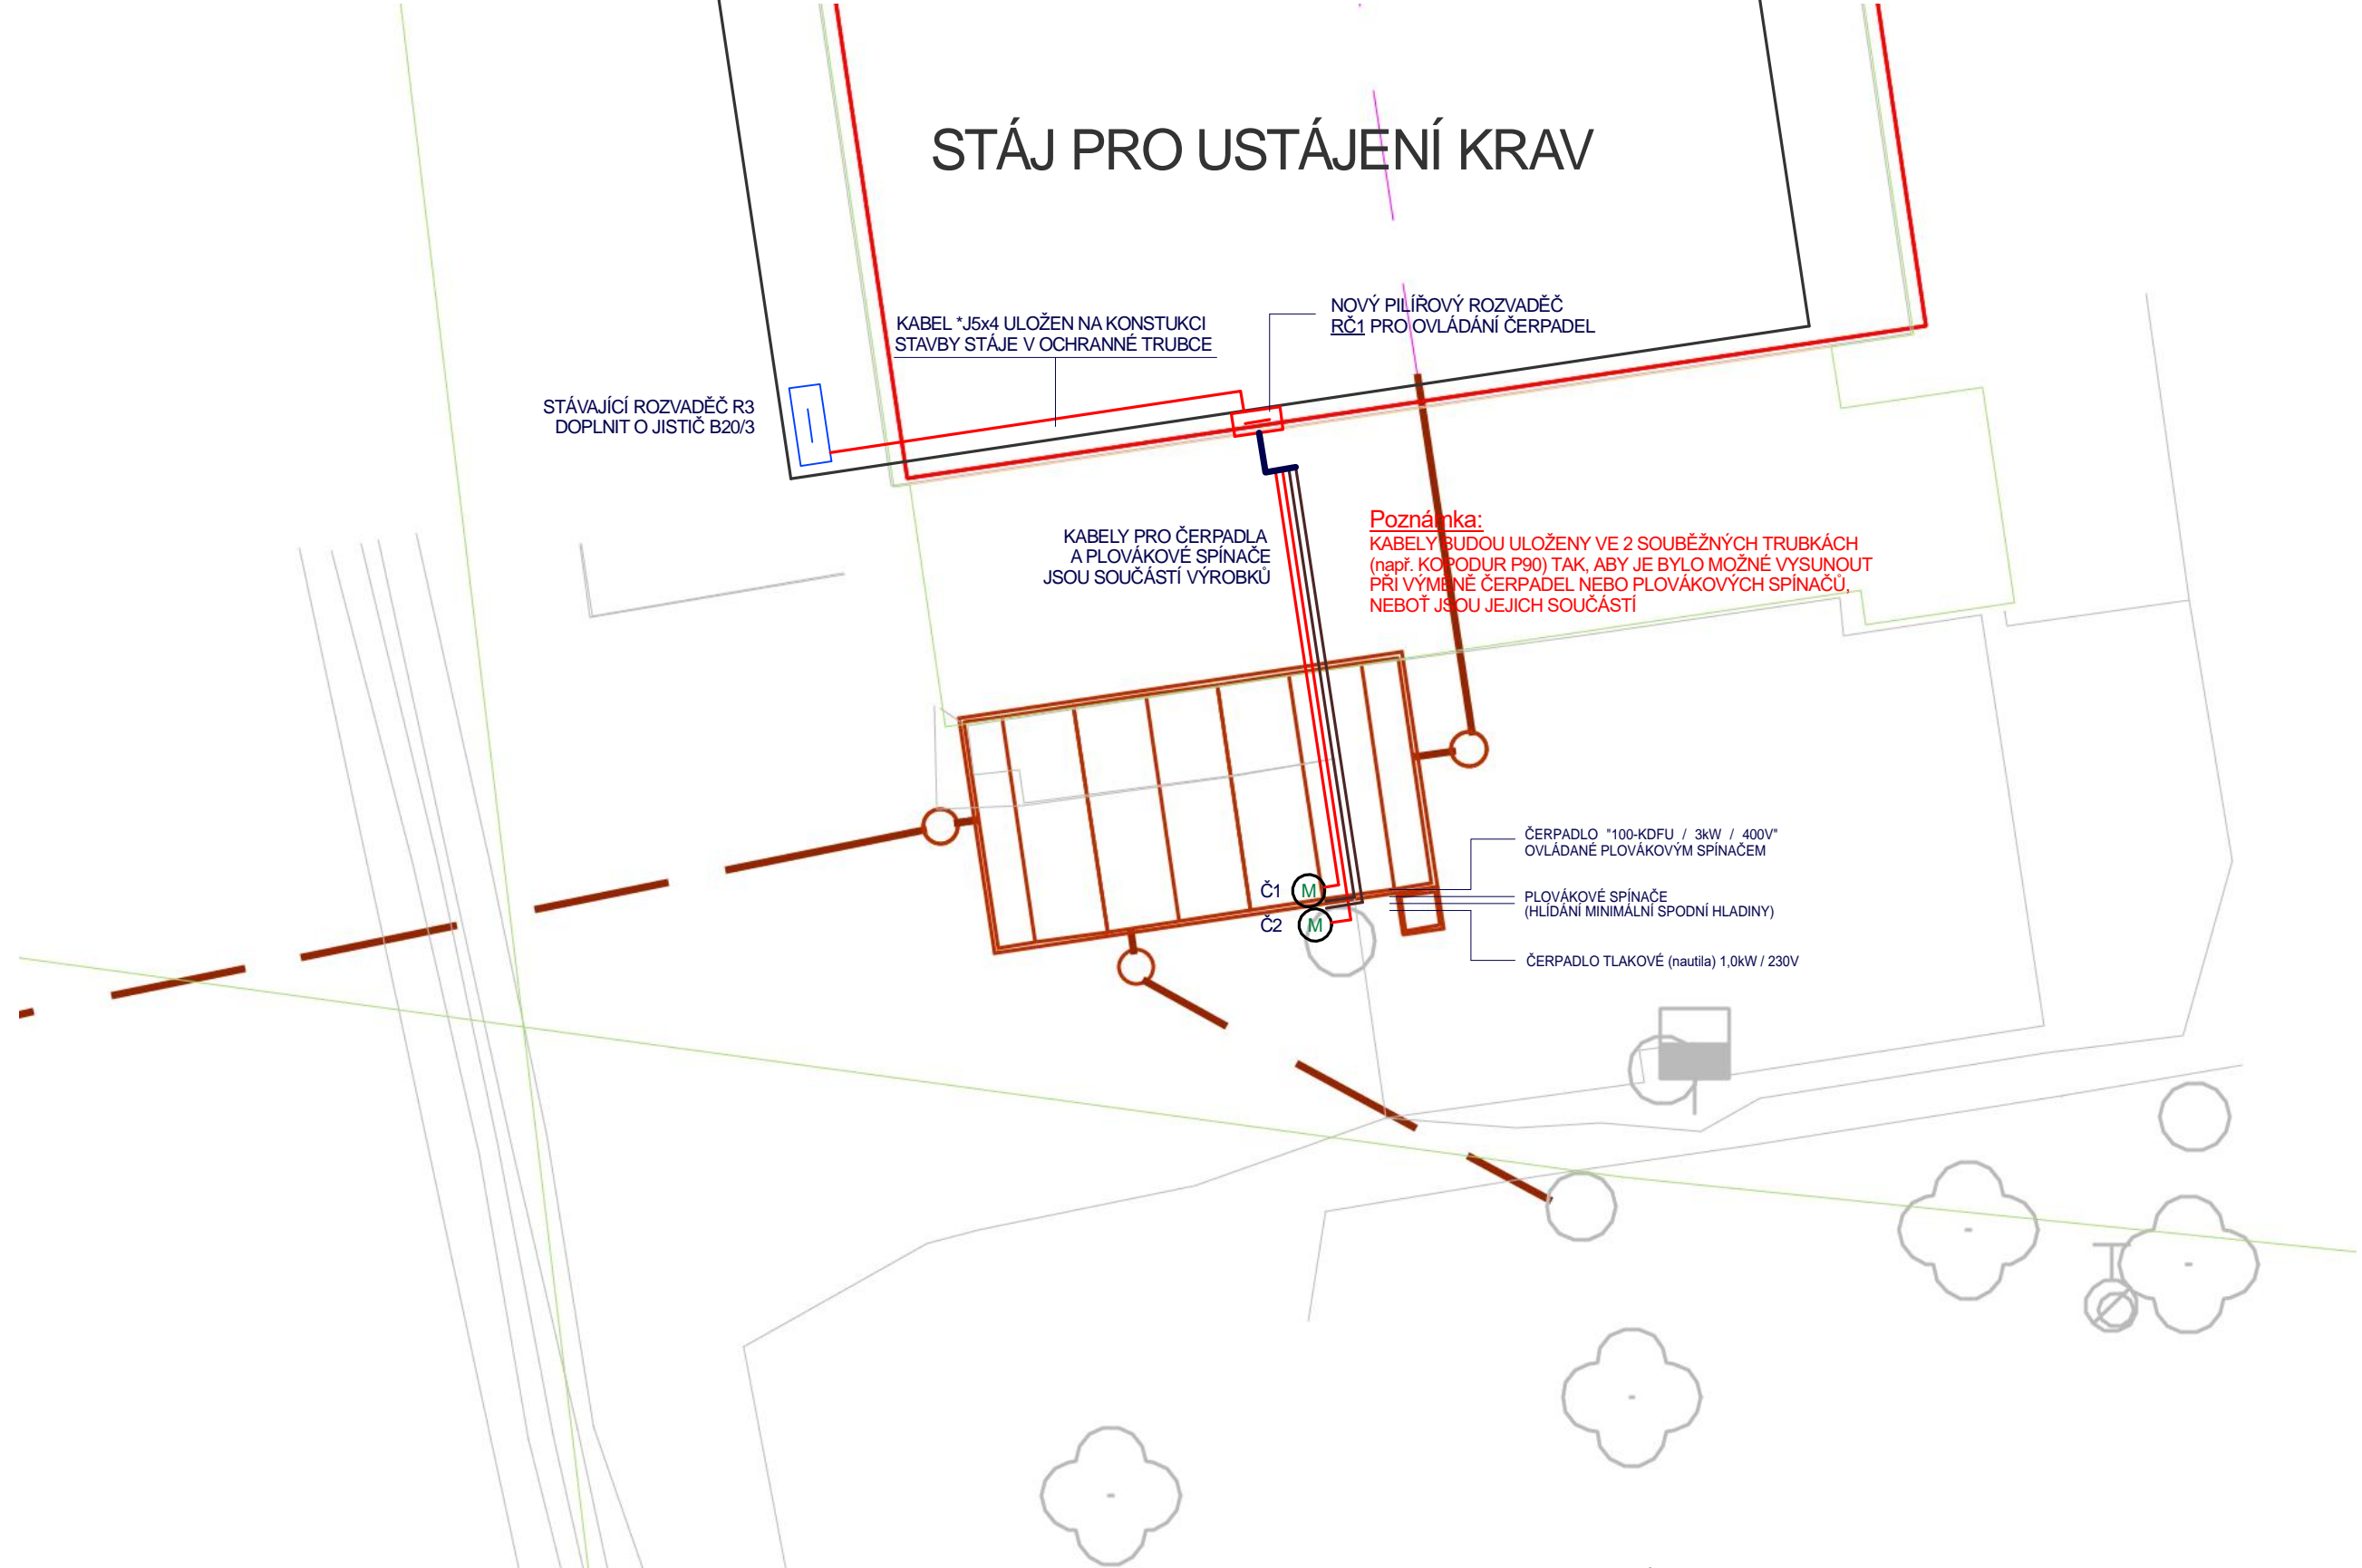 STÁJ PRO USTÁJENÍ KRAV
NOVÝ PILÍŘOVÝ ROZVADĚČ
RČ1 PRO OVLÁDÁNÍ ČERPADEL
KABEL *J5x4 ULOŽEN NA KONSTUKCI
STAVBY STÁJE V OCHRANNÉ TRUBCE
STÁVAJÍCÍ ROZVADĚČ R3
DOPLNIT O JISTIČ B20/3
KABELY PRO ČERPADLA
A PLOVÁKOVÉ SPÍNAČE
JSOU SOUČÁSTÍ VÝROBKŮ
Poznámka:
KABELY BUDOU ULOŽENY VE 2 SOUBĚŽNÝCH TRUBKÁCH
(např. KOPODUR P90) TAK, ABY JE BYLO MOŽNÉ VYSUNOUT
PŘI VÝMĚNĚ ČERPADEL NEBO PLOVÁKOVÝCH SPÍNAČŮ,
NEBOŤ JSOU JEJICH SOUČÁSTÍ
ČERPADLO "100-KDFU / 3kW / 400V"
OVLÁDANÉ PLOVÁKOVÝM SPÍNAČEM
Č1 M
PLOVÁKOVÉ SPÍNAČE
(HLÍDÁNÍ MINIMÁLNÍ SPODNÍ HLADINY)
Č2 M
ČERPADLO TLAKOVÉ (nautila) 1,0kW / 230V